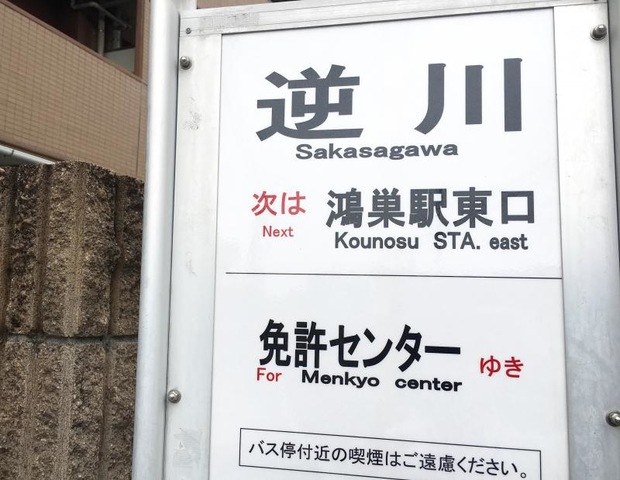 逆川
Sakasagawa
次は 鴻巣駅東口
Next Kounosu STA. east
免許センター ゆき
For Menkyo center
バス停付近の喫煙はご遠慮ください。